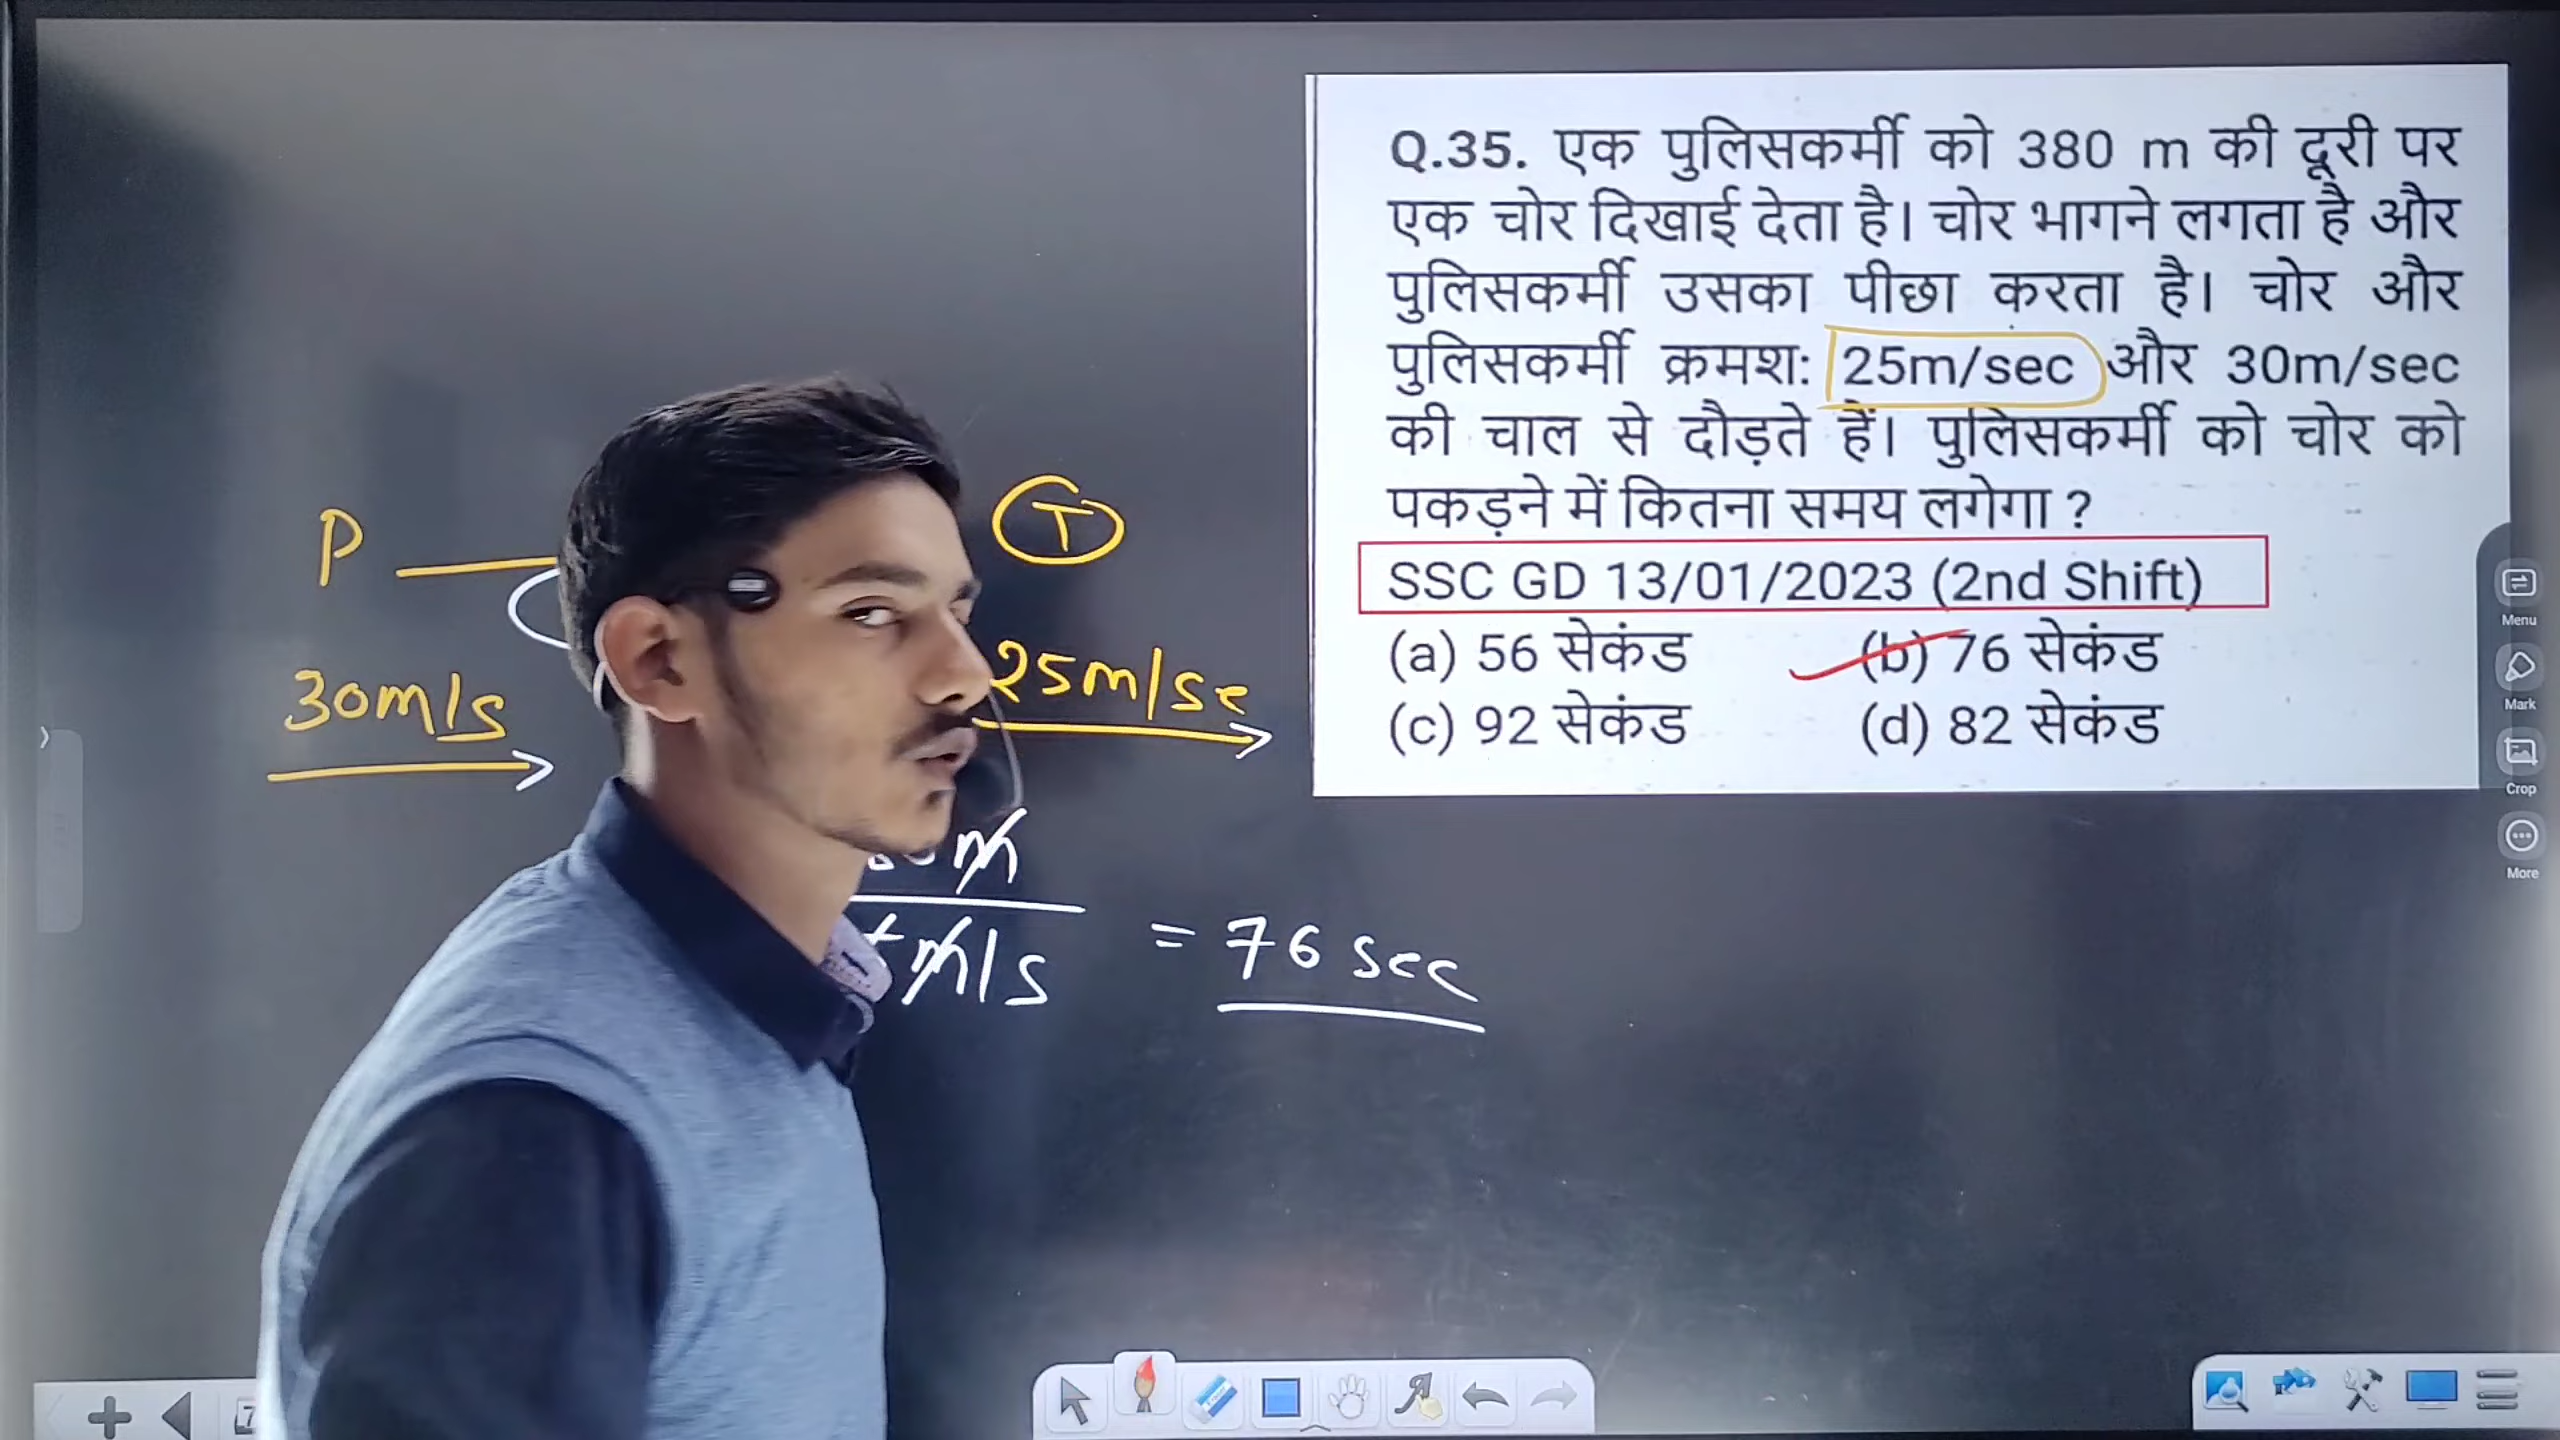 Q.35. एक पुलिसकर्मी को 380 m की दूरी पर
एक चोर दिखाई देता है। चोर भागने लगता है और
पुलिसकर्मी उसका पीछा करता है। चोर और
पुलिसकर्मी क्रमश: 25m/sec और 30m/sec
की चाल से दौड़ते हैं। पुलिसकर्मी को चोर को
पकड़ने में कितना समय लगेगा ?
SSC GD 13/01/2023 (2nd Shift)
(a) 56 सेकंड (b) 76 सेकंड
(c) 92 सेकंड (d) 82 सेकंड
P
T
30m/s
25m/se
m
m/s
= 76 sec
Menu
Mark
Crop
More